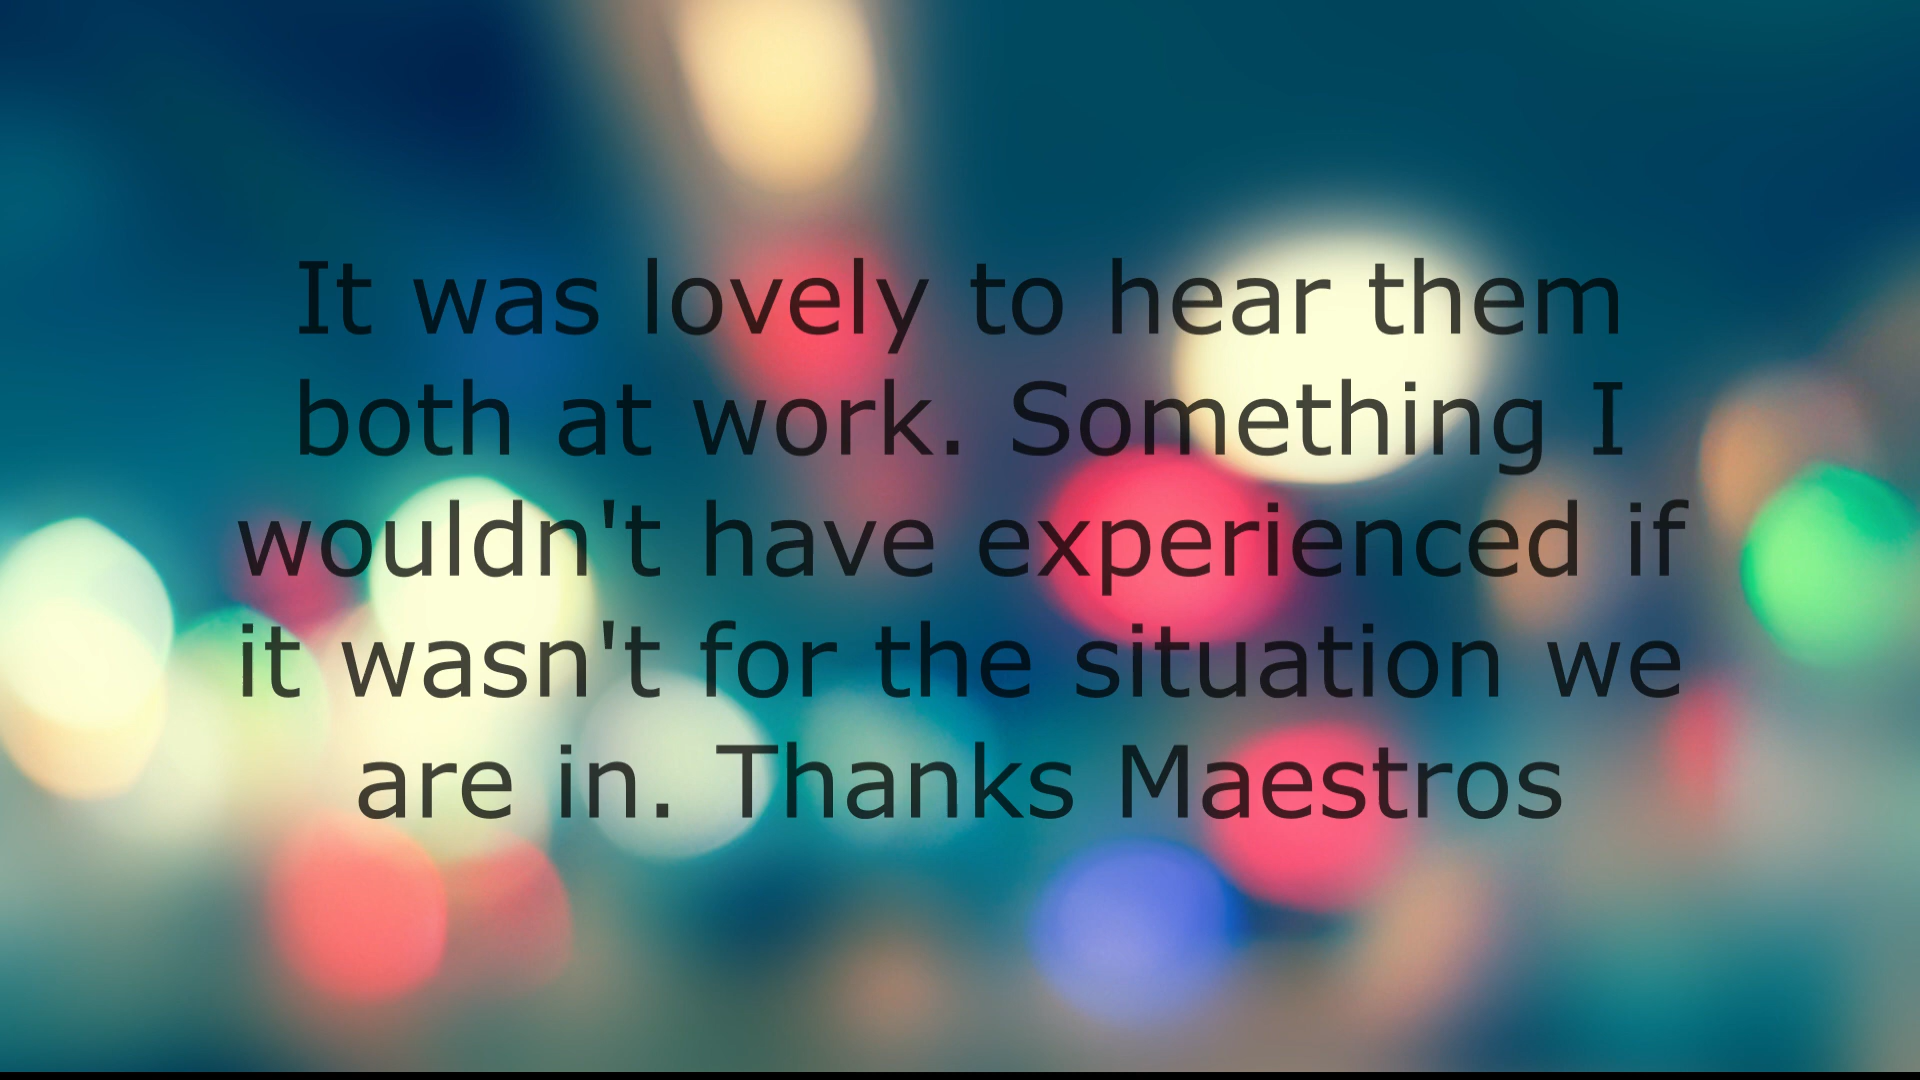 It was lovely to hear them
both at work. Something I
wouldn't have experienced if
it wasn't for the situation we
are in. Thanks Maestros